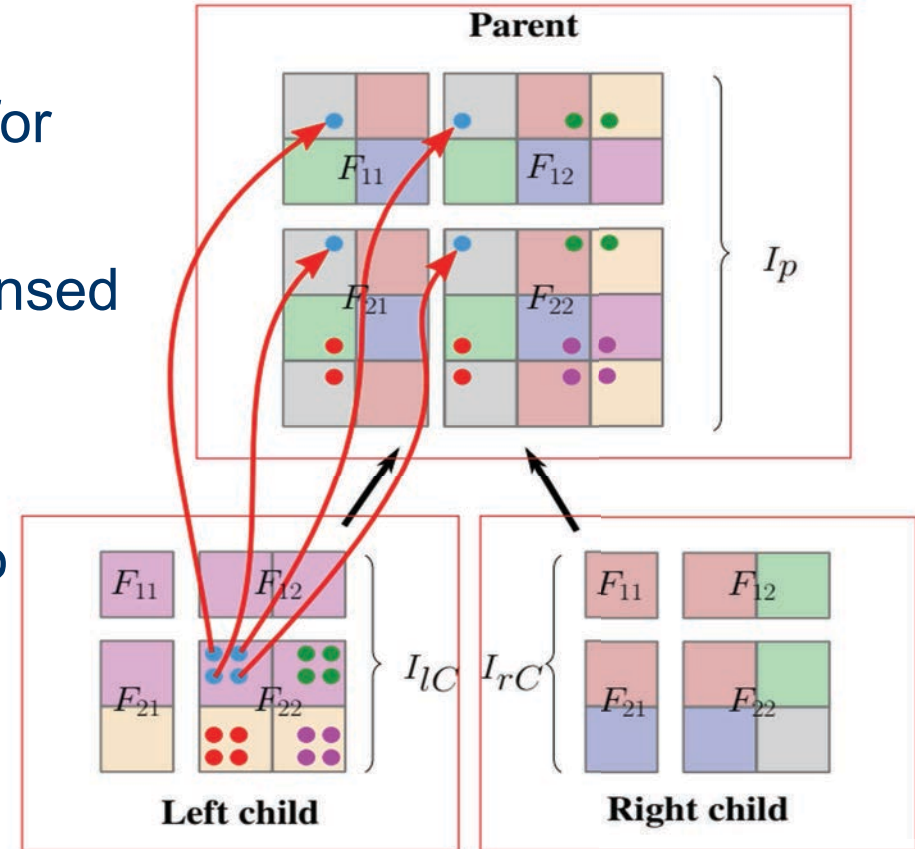 Parent
for
F11
F12
nsed
F21
F22
Ip
F11
F12
F21
F22
IlC
IrC
F11
F12
F21
F22
Left child
Right child